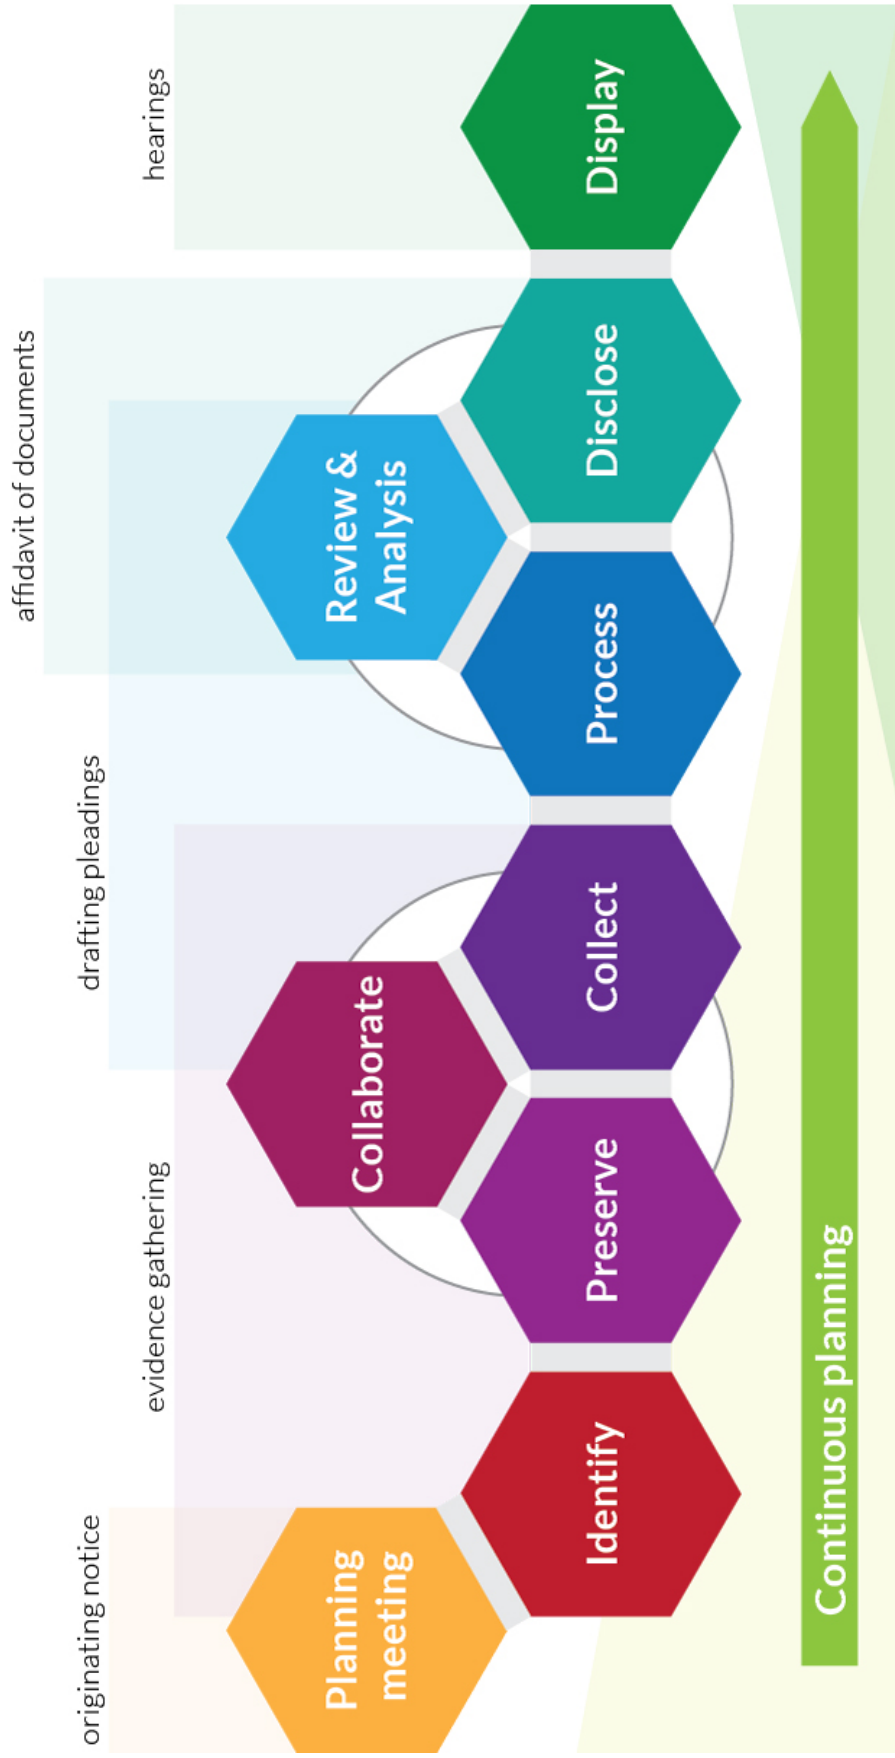 originating notice
evidence gathering
drafting pleadings
affidavit of documents
hearings
Planning
meeting
Identify
Preserve
Collaborate
Collect
Process
Review &
Analysis
Disclose
Display
Continuous planning